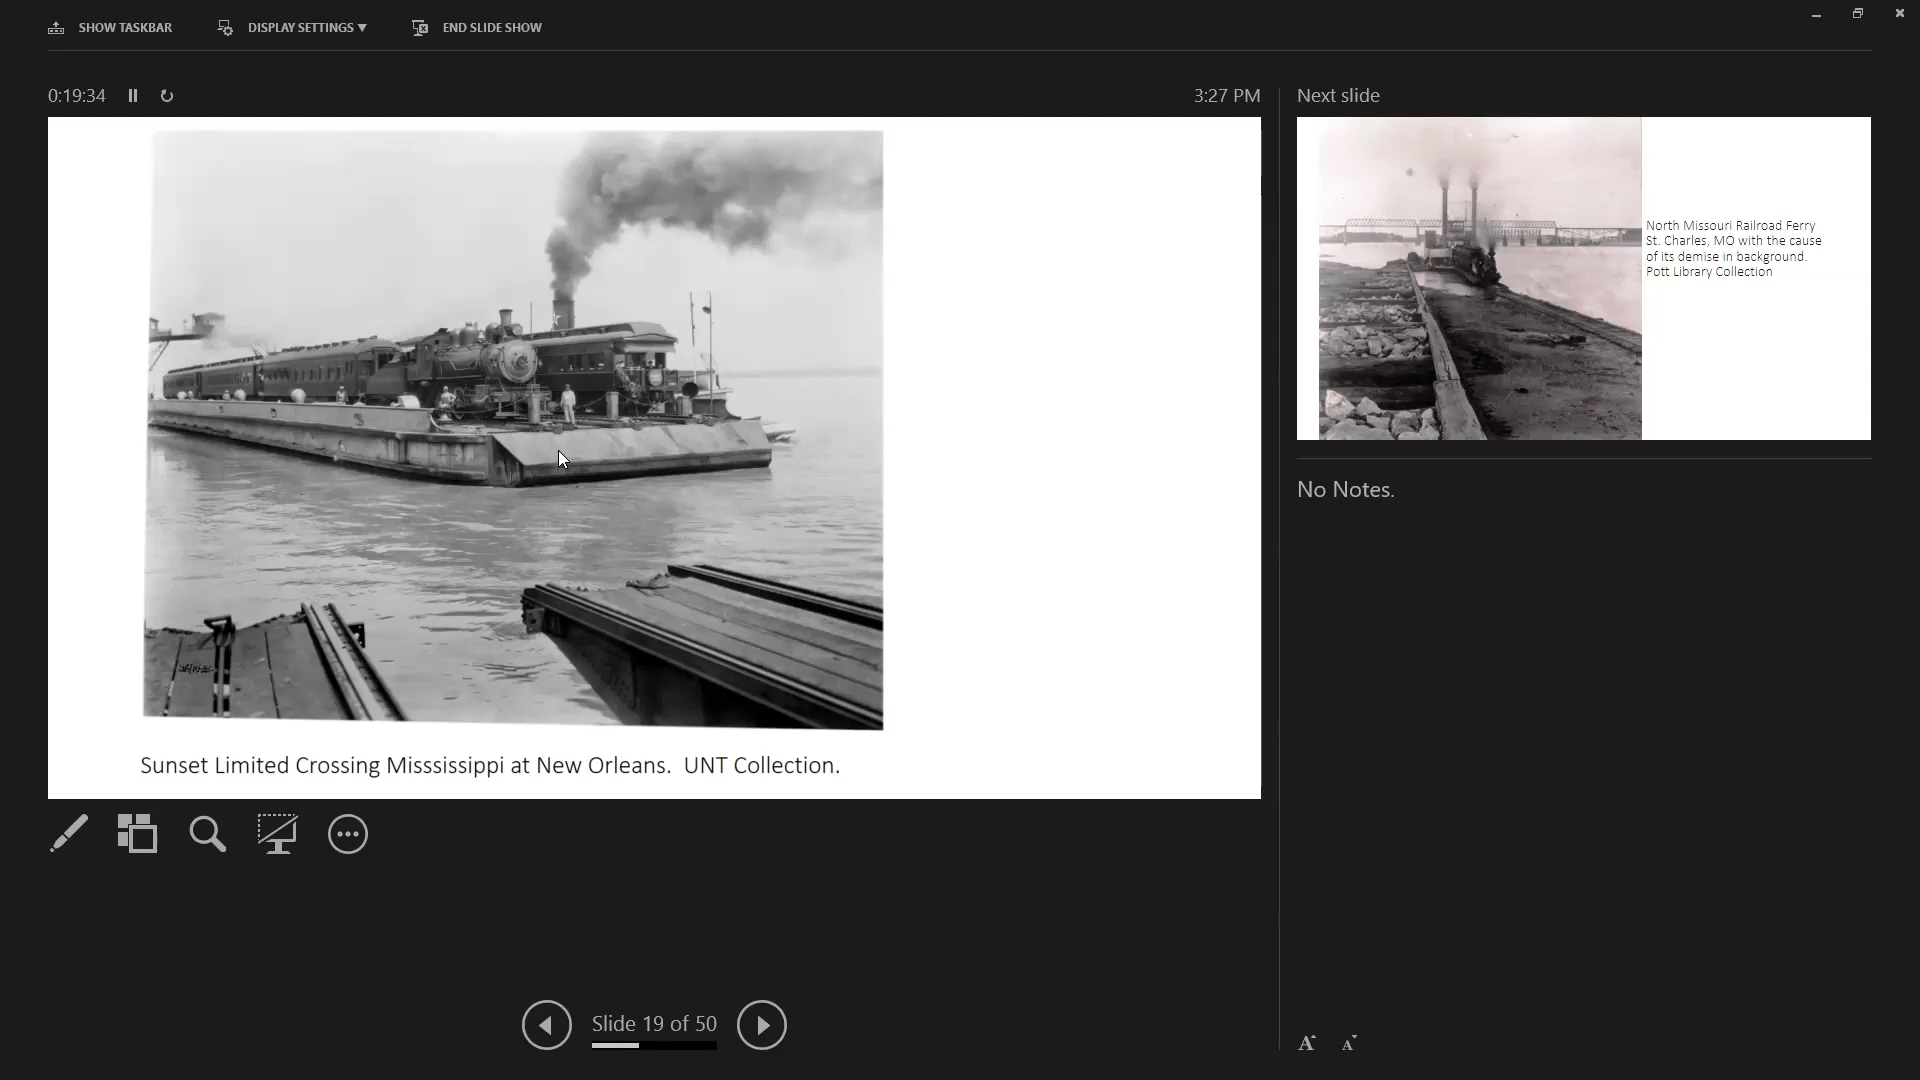 SHOW TASKBAR
DISPLAY SETTINGS ▼
END SLIDE SHOW
0:19:34
3:27 PM
Next slide
Sunset Limited Crossing Misssissippi at New Orleans.  UNT Collection.
North Missouri Railroad Ferry
St. Charles, MO with the cause
of its demise in background.
Pott Library Collection
No Notes.
Slide 19 of 50
A A